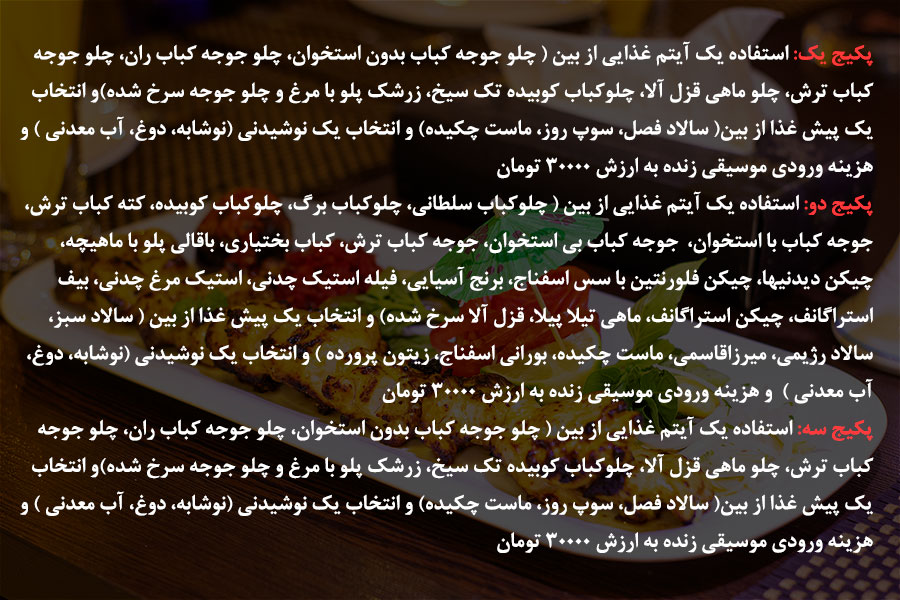 پکیج یک: استفاده یک آیتم غذایی از بین ( چلو جوجه کباب بدون استخوان، چلو جوجه کباب ران، چلو جوجه
کباب ترش، چلو ماهی قزل آلا، چلوکباب کوبیده تک سیخ، زرشک پلو با مرغ و چلو جوجه سرخ شده)و انتخاب
یک پیش غذا از بین( سالاد فصل، سوپ روز، ماست چکیده) و انتخاب یک نوشیدنی (نوشابه، دوغ، آب معدنی ) و
هزینه ورودی موسیقی زنده به ارزش ۳۰۰۰۰ تومان
پکیج دو: استفاده یک آیتم غذایی از بین ( چلوکباب سلطانی، چلوکباب برگ، چلوکباب کوبیده، کته کباب ترش،
جوجه کباب با استخوان، جوجه کباب بی استخوان، جوجه کباب ترش، کباب بختیاری، باقالی پلو با ماهیچه،
چیکن دیدنیها، چیکن فلورنتین با سس اسفناج، برنج آسیایی، فیله استیک چدنی، استیک مرغ چدنی، بیف
استراگانف، چیکن استراگانف، ماهی تیلا پیلا، قزل آلا سرخ شده) و انتخاب یک پیش غذا از بین ( سالاد سبز،
سالاد رژیمی، میرزاقاسمی، ماست چکیده، بورانی اسفناج، زیتون پرورده ) و انتخاب یک نوشیدنی (نوشابه، دوغ،
آب معدنی ) و هزینه ورودی موسیقی زنده به ارزش ۳۰۰۰۰ تومان
پکیج سه: استفاده یک آیتم غذایی از بین ( چلو جوجه کباب بدون استخوان، چلو جوجه کباب ران، چلو جوجه
کباب ترش، چلو ماهی قزل آلا، چلوکباب کوبیده تک سیخ، زرشک پلو با مرغ و چلو جوجه سرخ شده)و انتخاب
یک پیش غذا از بین( سالاد فصل، سوپ روز، ماست چکیده) و انتخاب یک نوشیدنی (نوشابه، دوغ، آب معدنی ) و
هزینه ورودی موسیقی زنده به ارزش ۳۰۰۰۰ تومان